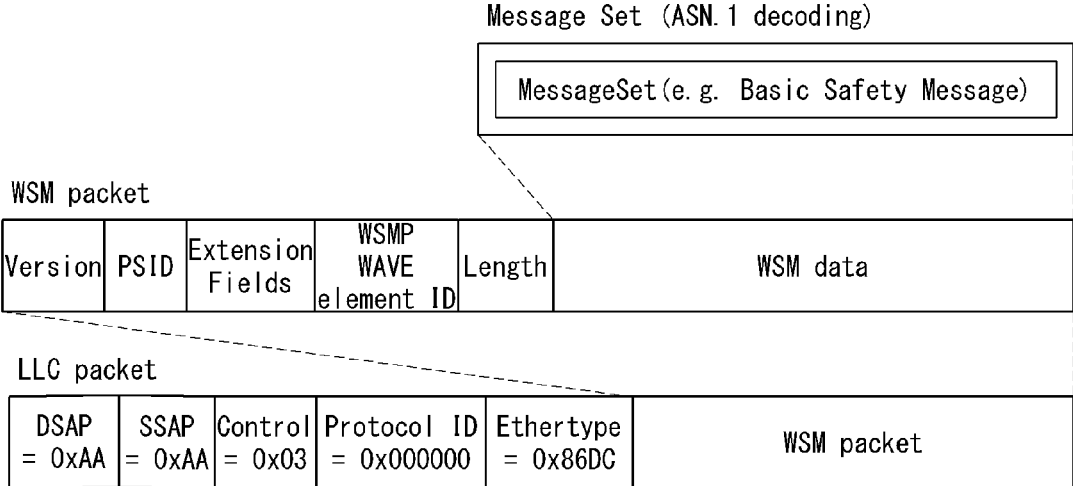 Message Set (ASN.1 decoding)
MessageSet(e.g. Basic Safety Message)
WSM packet
Version
PSID
Extension
Fields
WSMP
WAVE
element ID
Length
WSM data
LLC packet
DSAP
= 0xAA
SSAP
= 0xAA
Control
= 0x03
Protocol ID
= 0x000000
Ethertype
= 0x86DC
WSM packet